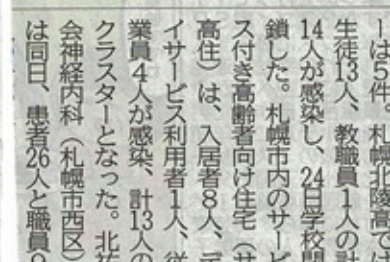 ーは5件。札幌北陵高では
生徒13人、教職員1人の計
14人が感染し、24日学校閉
鎖した。札幌市内のサービ
ス付き高齢者向け住宅（サ
高住）は、入居者8人、デ
イサービス利用者1人、従
業員4人が感染、計13人の
クラスターとなった。北祐
会神経内科（札幌市西区）
は同日、患者26人と職員9